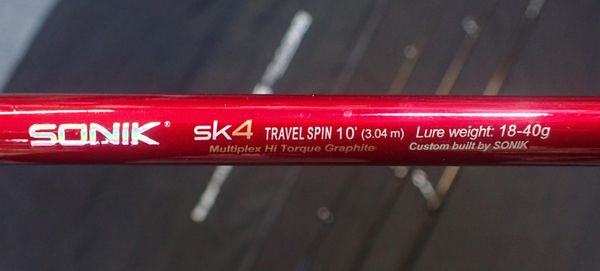 SONIK® sk4 TRAVEL SPIN 10' (3.04 m) Lure weight: 18-40g
Multiplex Hi Torque Graphite Custom built by SONIK